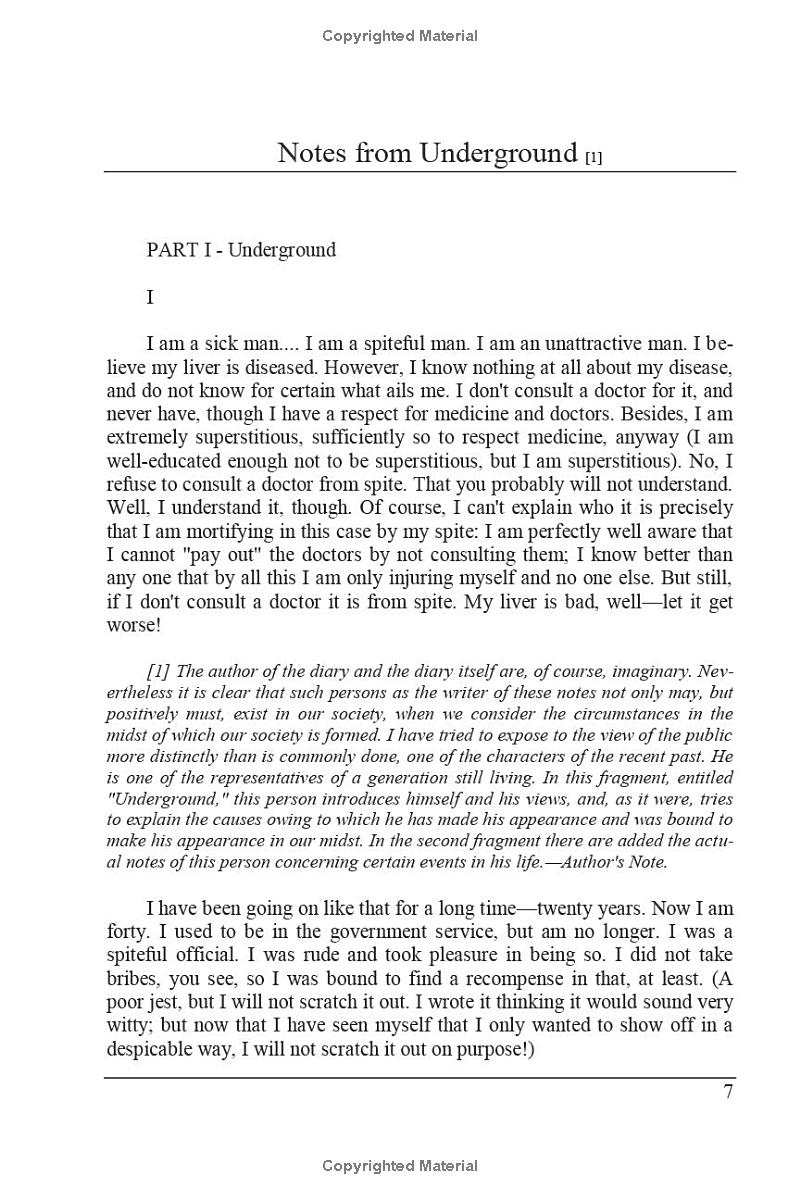 Copyrighted Material
Notes from Underground [1]
PART I - Underground
I
I am a sick man.... I am a spiteful man. I am an unattractive man. I be-
lieve my liver is diseased. However, I know nothing at all about my disease,
and do not know for certain what ails me. I don't consult a doctor for it, and
never have, though I have a respect for medicine and doctors. Besides, I am
extremely superstitious, sufficiently so to respect medicine, anyway (I am
well-educated enough not to be superstitious, but I am superstitious). No, I
refuse to consult a doctor from spite. That you probably will not understand.
Well, I understand it, though. Of course, I can't explain who it is precisely
that I am mortifying in this case by my spite: I am perfectly well aware that
I cannot "pay out" the doctors by not consulting them; I know better than
any one that by all this I am only injuring myself and no one else. But still,
if I don't consult a doctor it is from spite. My liver is bad, well—let it get
worse!
[1] The author of the diary and the diary itself are, of course, imaginary. Nev-
ertheless it is clear that such persons as the writer of these notes not only may, but
positively must, exist in our society, when we consider the circumstances in the
midst of which our society is formed. I have tried to expose to the view of the public
more distinctly than is commonly done, one of the characters of the recent past. He
is one of the representatives of a generation still living. In this fragment, entitled
"Underground," this person introduces himself and his views, and, as it were, tries
to explain the causes owing to which he has made his appearance and was bound to
make his appearance in our midst. In the second fragment there are added the actu-
al notes of this person concerning certain events in his life.—Author's Note.
I have been going on like that for a long time—twenty years. Now I am
forty. I used to be in the government service, but am no longer. I was a
spiteful official. I was rude and took pleasure in being so. I did not take
bribes, you see, so I was bound to find a recompense in that, at least. (A
poor jest, but I will not scratch it out. I wrote it thinking it would sound very
witty; but now that I have seen myself that I only wanted to show off in a
despicable way, I will not scratch it out on purpose!)
7
Copyrighted Material